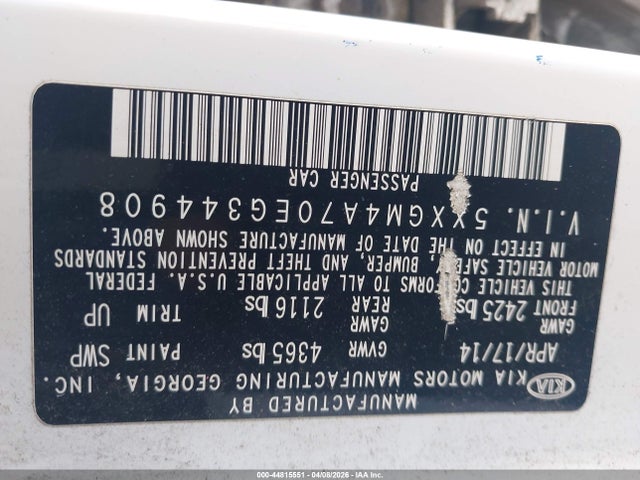 MANUFACTURED BY
KIA MOTORS MANUFACTURING GEORGIA, INC.
KIA
APR/17/14 GVWR 4365 lbs PAINT SWP
GAWR FRONT 2425 lbs GAWR REAR 2116 lbs TRIM UP
THIS VEHICLE CONFORMS TO ALL APPLICABLE U.S.A. FEDERAL
MOTOR VEHICLE SAFETY, BUMPER, AND THEFT PREVENTION STANDARDS
IN EFFECT ON THE DATE OF MANUFACTURE SHOWN ABOVE.
V.I.N. 5XXGM4A70EG344908
PASSENGER CAR
000-44815551 - 04/08/2026 - IAAI.COM